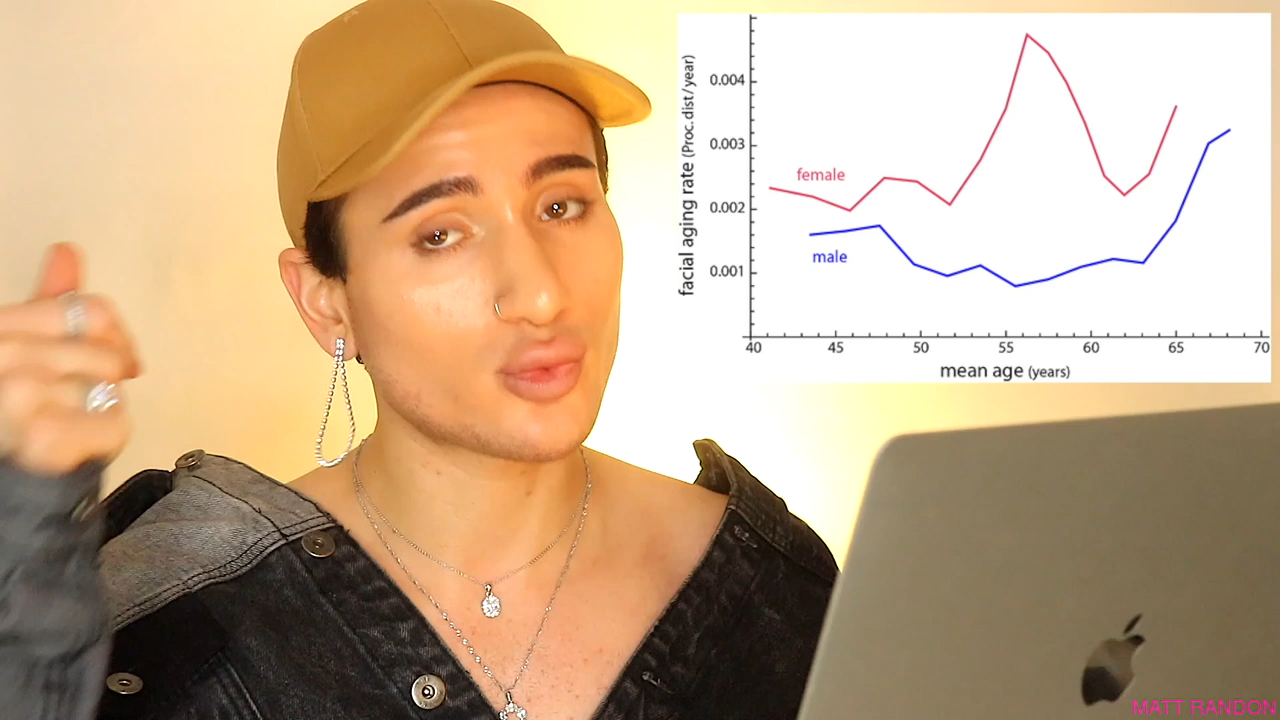 0.004
0.003
0.002
0.001
facial aging rate (Proc.dist/year)
female
male
40 45 50 55 60 65 70
mean age (years)
MATT RANDON